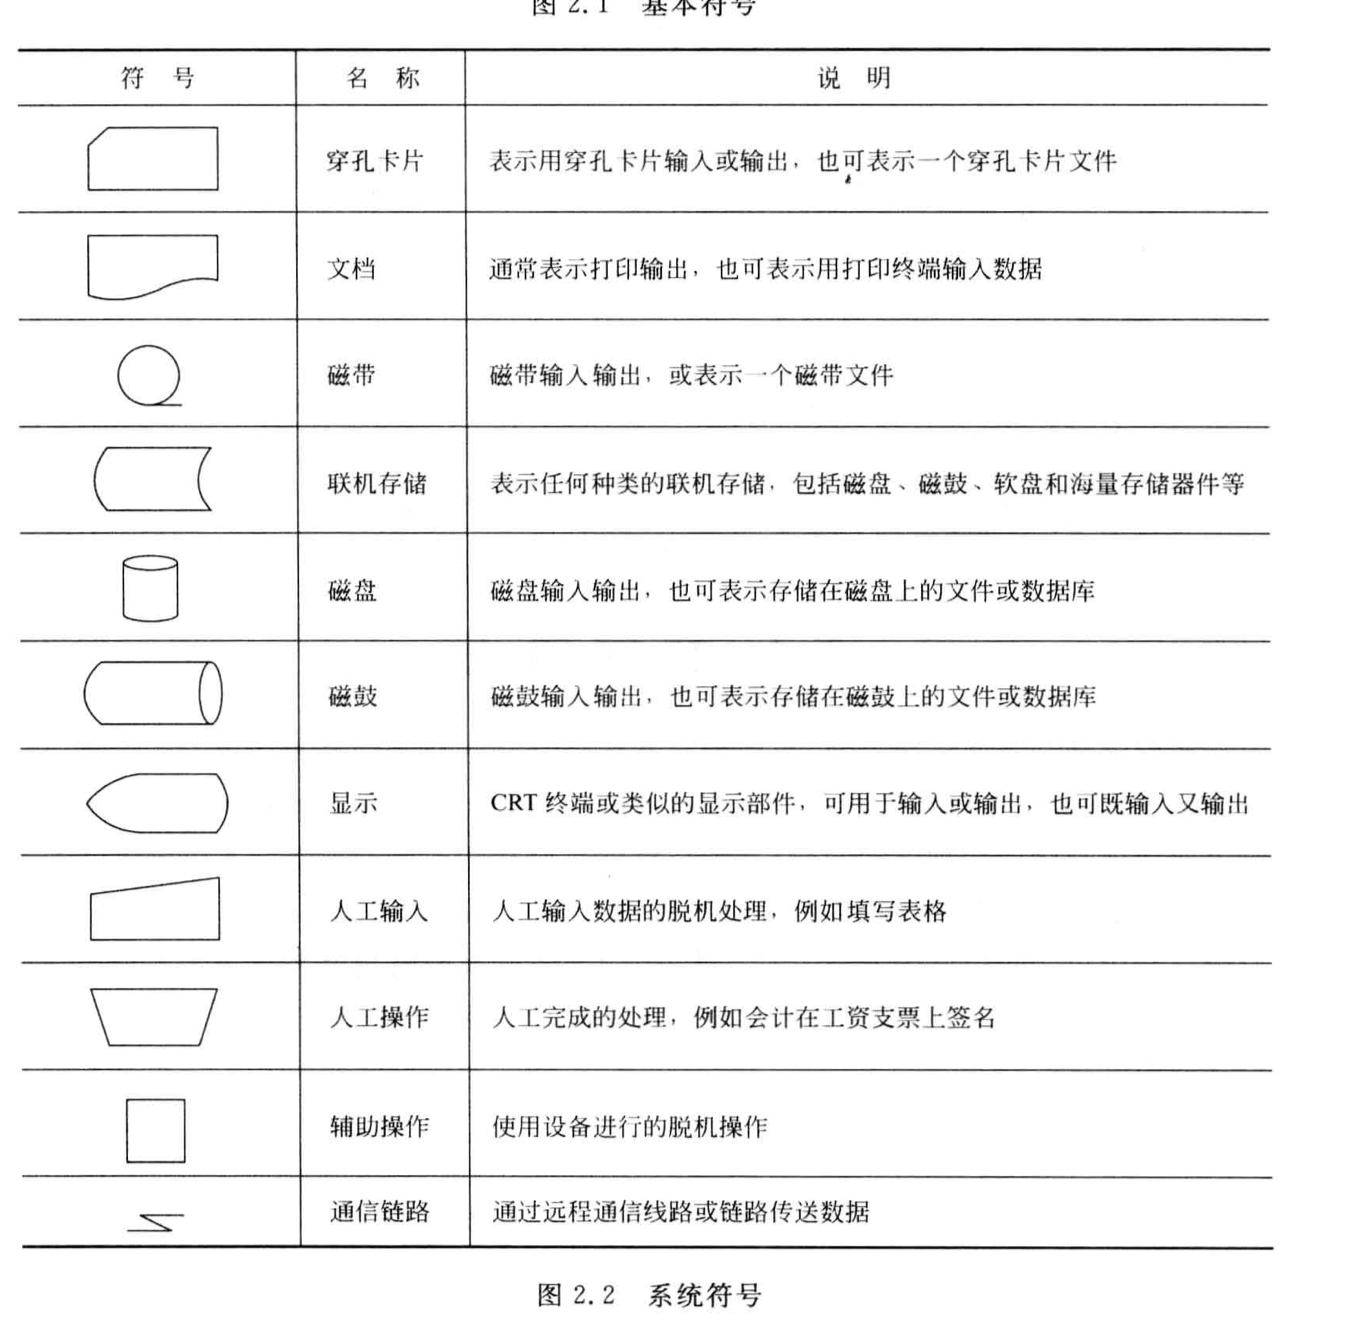 图 2.1 基本符号
符 号 名 称 说 明
穿孔卡片 表示用穿孔卡片输入或输出，也可表示一个穿孔卡片文件
文档 通常表示打印输出，也可表示用打印终端输入数据
磁带 磁带输入输出，或表示一个磁带文件
联机存储 表示任何种类的联机存储，包括磁盘、磁鼓、软盘和海量存储器件等
磁盘 磁盘输入输出，也可表示存储在磁盘上的文件或数据库
磁鼓 磁鼓输入输出，也可表示存储在磁鼓上的文件或数据库
显示 CRT 终端或类似的显示部件，可用于输入或输出，也可既输入又输出
人工输入 人工输入数据的脱机处理，例如填写表格
人工操作 人工完成的处理，例如会计在工资支票上签名
辅助操作 使用设备进行的脱机操作
通信链路 通过远程通信线路或链路传送数据
图 2.2 系统符号